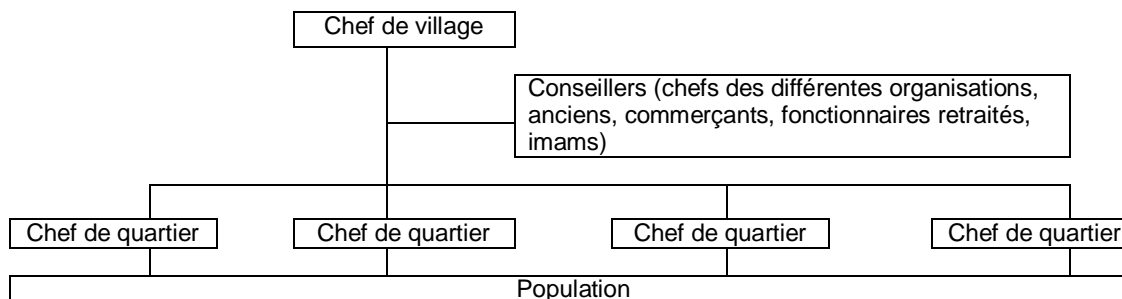 Chef de village
Conseillers (chefs des différentes organisations,
anciens, commerçants, fonctionnaires retraités,
imams)
Chef de quartier
Chef de quartier
Chef de quartier
Chef de quartier
Population